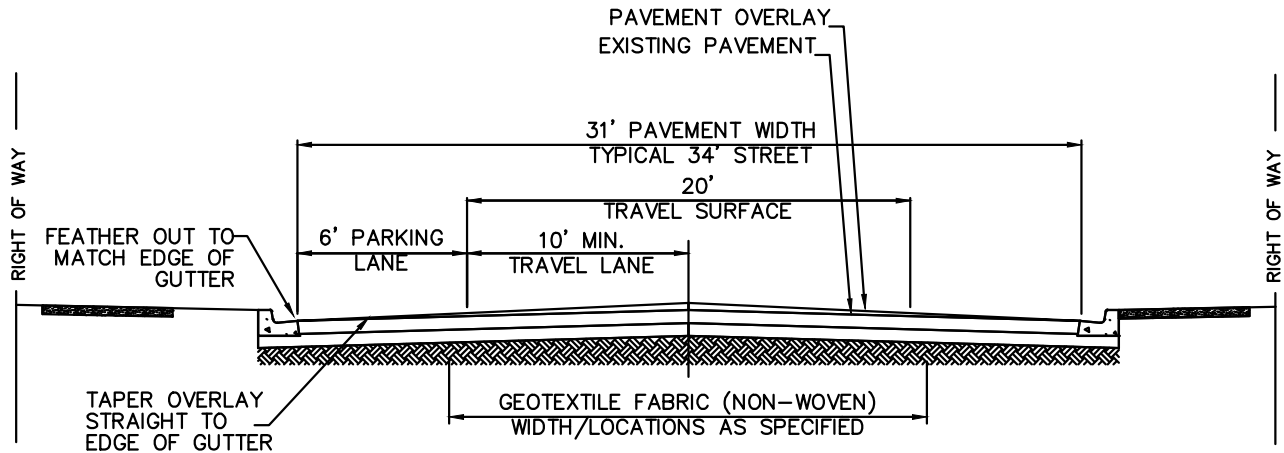 PAVEMENT OVERLAY
EXISTING PAVEMENT
31' PAVEMENT WIDTH
TYPICAL 34' STREET
20'
TRAVEL SURFACE
RIGHT OF WAY
RIGHT OF WAY
FEATHER OUT TO
MATCH EDGE OF
GUTTER
6' PARKING
LANE
10' MIN.
TRAVEL LANE
TAPER OVERLAY
STRAIGHT TO
EDGE OF GUTTER
GEOTEXTILE FABRIC (NON-WOVEN)
WIDTH/LOCATIONS AS SPECIFIED